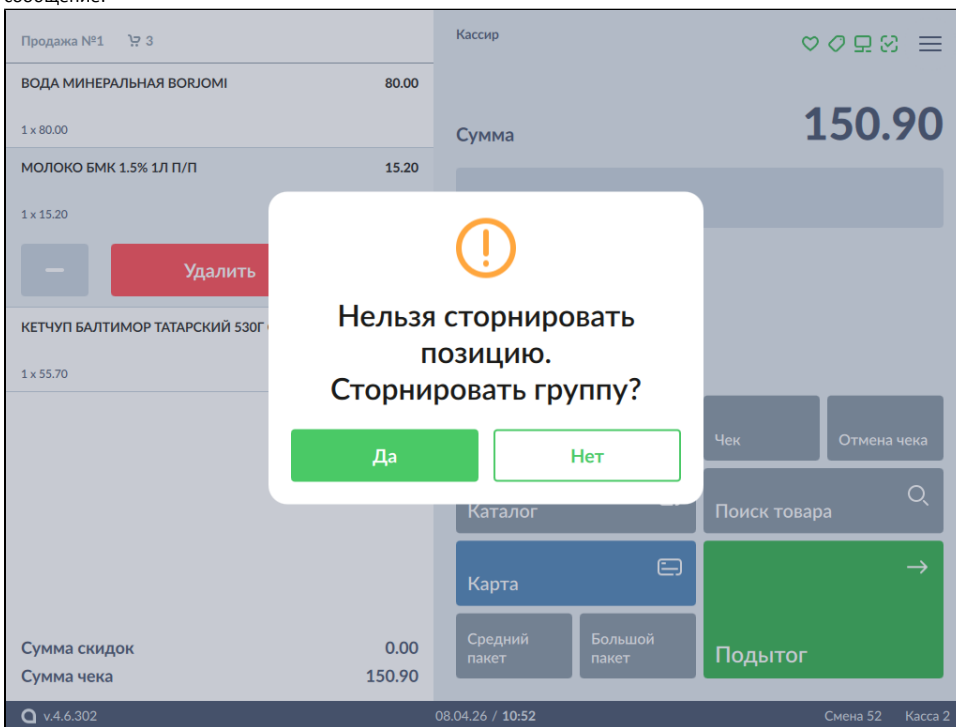 Продажа №1 3
Кассир
ВОДА МИНЕРАЛЬНАЯ BORJOMI 80.00
1 x 80.00
Сумма 150.90
МОЛОКО БМК 1.5% 1Л П/П 15.20
1 x 15.20
Удалить
КЕТЧУП БАЛТИМОР ТАТАРСКИЙ 530Г
1 x 55.70
Нельзя сторнировать
позицию.
Сторнировать группу?
Да Нет
Чек Отмена чека
Каталог Поиск товара
Карта
Средний
пакет
Большой
пакет
Подытог
Сумма скидок 0.00
Сумма чека 150.90
v.4.6.302 08.04.26 / 10:52 Смена 52 Касса 2